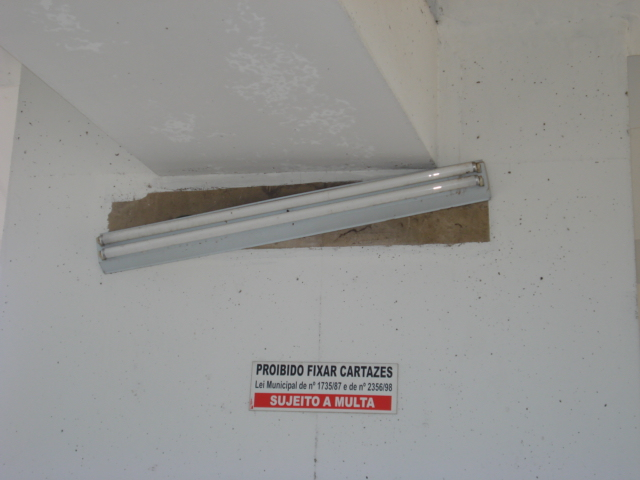 PROIBIDO FIXAR CARTAZES
Lei Municipal de nº 1735/87 e de nº 2356/98
SUJEITO A MULTA